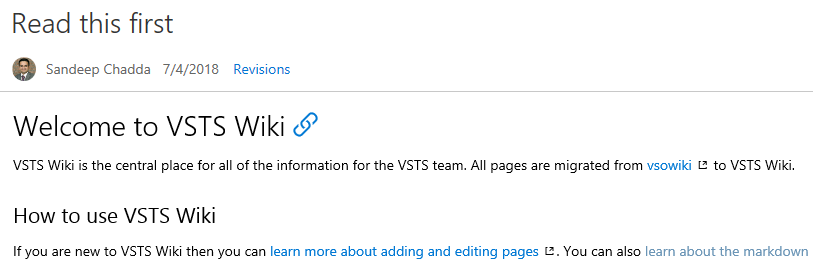 Read this first
Sandeep Chadda 7/4/2018 Revisions
Welcome to VSTS Wiki
VSTS Wiki is the central place for all of the information for the VSTS team. All pages are migrated from vsowiki to VSTS Wiki.
How to use VSTS Wiki
If you are new to VSTS Wiki then you can learn more about adding and editing pages . You can also learn about the markdown